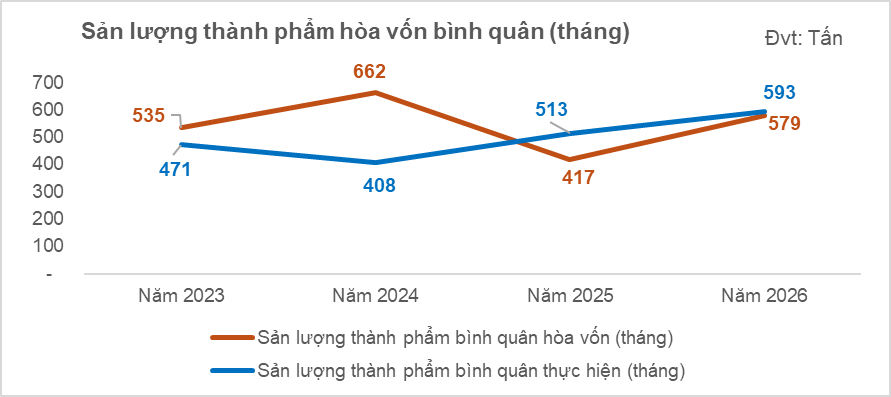 Sản lượng thành phẩm hòa vốn bình quân (tháng)
Đvt: Tấn
700
600
500
400
300
200
100
-
535
662
417
579
471
408
513
593
Năm 2023
Năm 2024
Năm 2025
Năm 2026
Sản lượng thành phẩm bình quân hòa vốn (tháng)
Sản lượng thành phẩm bình quân thực hiện (tháng)